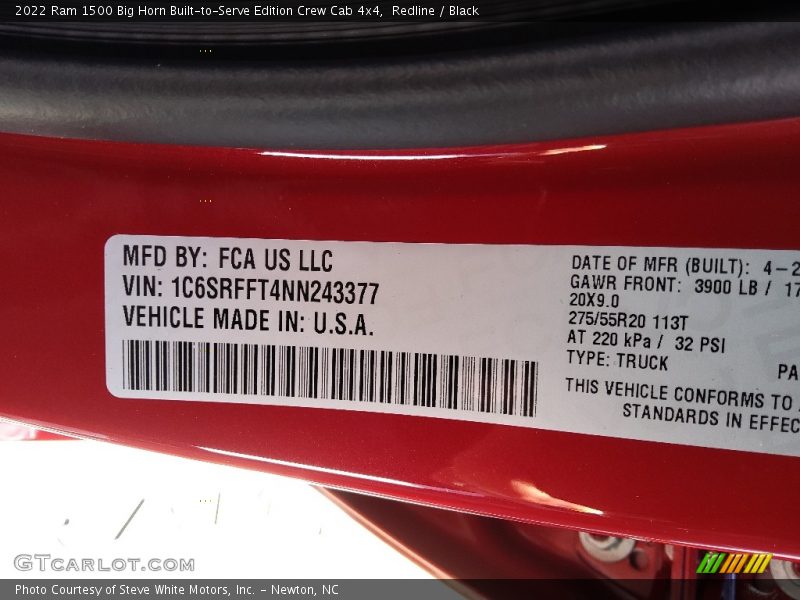 2022 Ram 1500 Big Horn Built-to-Serve Edition Crew Cab 4x4, Redline / Black
MFD BY: FCA US LLC
VIN: 1C6SRFFT4NN243377
VEHICLE MADE IN: U.S.A.
DATE OF MFR (BUILT): 4-2
GAWR FRONT: 3900 LB / 17
20X9.0
275/55R20 113T
AT 220 kPa / 32 PSI
TYPE: TRUCK
PA
THIS VEHICLE CONFORMS TO
STANDARDS IN EFFEC
GTCARLOT.COM
Photo Courtesy of Steve White Motors, Inc. - Newton, NC